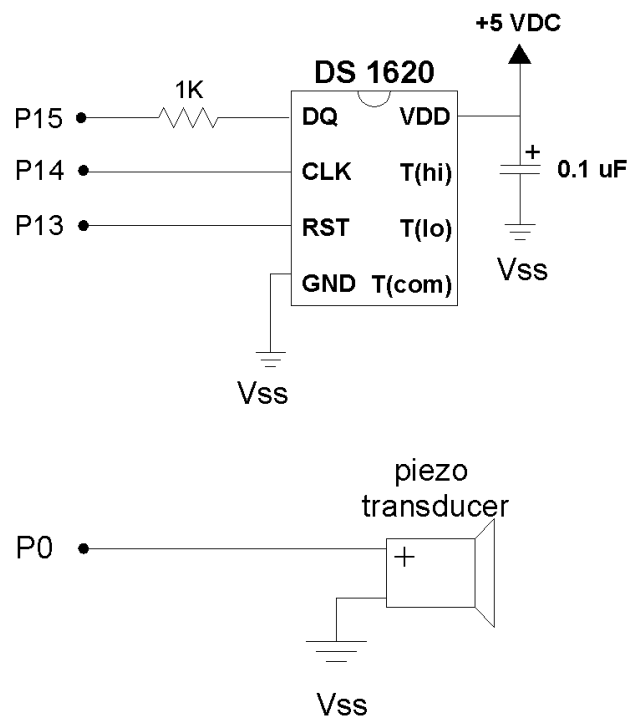 +5 VDC
DS 1620
1K
P15
DQ
VDD
P14
CLK
T(hi)
+
0.1 uF
P13
RST
T(lo)
Vss
GND
T(com)
Vss
piezo
transducer
P0
+
Vss